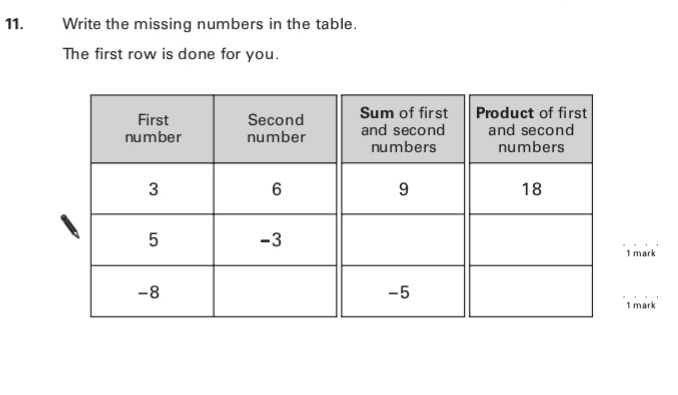 11. Write the missing numbers in the table.
The first row is done for you.
First number
Second number
Sum of first and second numbers
Product of first and second numbers
3 6 9 18
5 −3
1 mark
−8 −5
1 mark